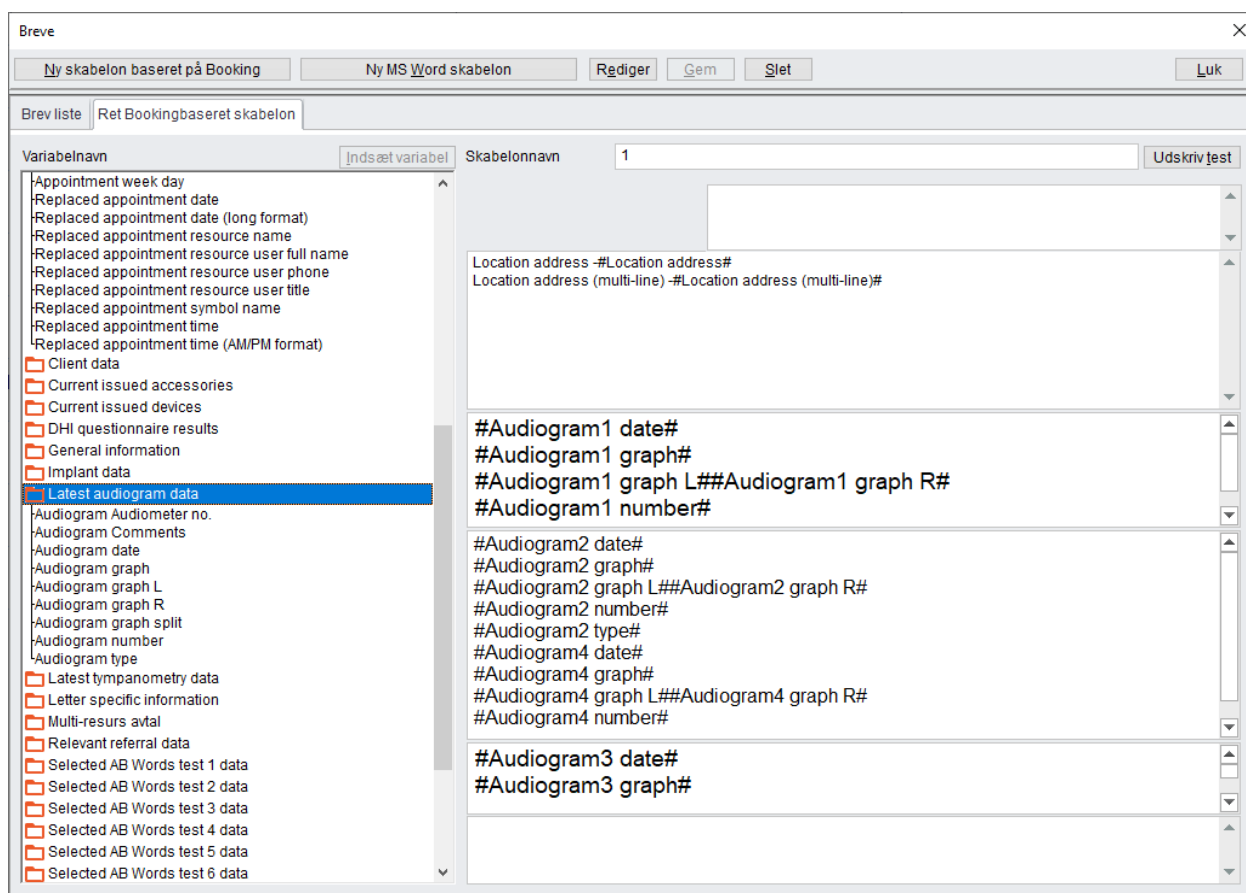 Breve
Ny skabelon baseret på Booking
Ny MS Word skabelon
Rediger
Gem
Slet
Luk
Brev liste
Ret Bookingbaseret skabelon
Variabelnavn
Indsæt variabel
Appointment week day
Replaced appointment date
Replaced appointment date (long format)
Replaced appointment resource name
Replaced appointment resource user full name
Replaced appointment resource user phone
Replaced appointment resource user title
Replaced appointment symbol name
Replaced appointment time
Replaced appointment time (AM/PM format)
Client data
Current issued accessories
Current issued devices
DHI questionnaire results
General information
Implant data
Latest audiogram data
Audiogram Audiometer no.
Audiogram Comments
Audiogram date
Audiogram graph
Audiogram graph L
Audiogram graph R
Audiogram graph split
Audiogram number
Audiogram type
Latest tympanometry data
Letter specific information
Multi-resurs avtal
Relevant referral data
Selected AB Words test 1 data
Selected AB Words test 2 data
Selected AB Words test 3 data
Selected AB Words test 4 data
Selected AB Words test 5 data
Selected AB Words test 6 data
Skabelonnavn
1
Udskriv test
Location address -#Location address#
Location address (multi-line) -#Location address (multi-line)#
#Audiogram1 date#
#Audiogram1 graph#
#Audiogram1 graph L##Audiogram1 graph R#
#Audiogram1 number#
#Audiogram2 date#
#Audiogram2 graph#
#Audiogram2 graph L##Audiogram2 graph R#
#Audiogram2 number#
#Audiogram2 type#
#Audiogram4 date#
#Audiogram4 graph#
#Audiogram4 graph L##Audiogram4 graph R#
#Audiogram4 number#
#Audiogram3 date#
#Audiogram3 graph#